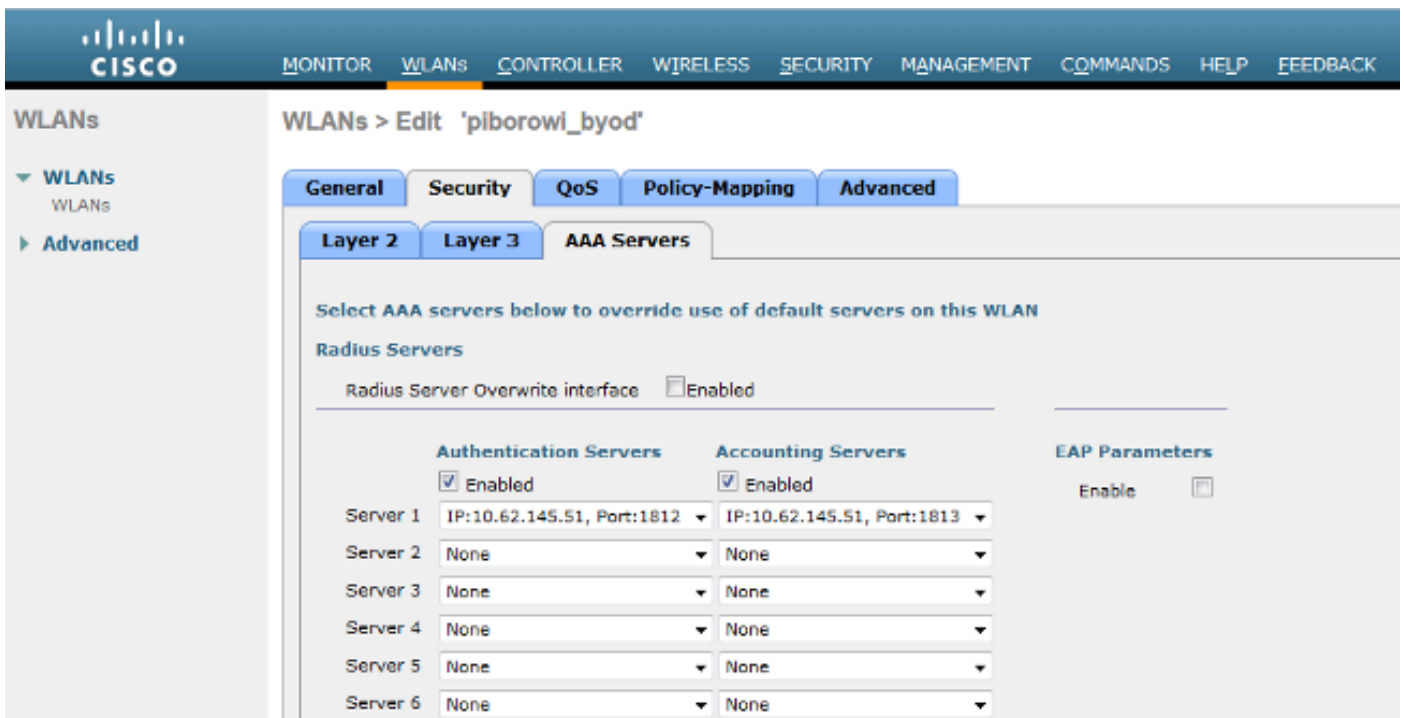 CISCO
MONITOR WLANs CONTROLLER WIRELESS SECURITY MANAGEMENT COMMANDS HELP FEEDBACK
WLANs
WLANs > Edit 'piborowi_byod'
WLANs
WLANs
Advanced
General Security QoS Policy-Mapping Advanced
Layer 2 Layer 3 AAA Servers
Select AAA servers below to override use of default servers on this WLAN
Radius Servers
Radius Server Overwrite interface Enabled
Authentication Servers Accounting Servers EAP Parameters
Enabled Enabled Enable
Server 1 IP:10.62.145.51, Port:1812 IP:10.62.145.51, Port:1813
Server 2 None None
Server 3 None None
Server 4 None None
Server 5 None None
Server 6 None None